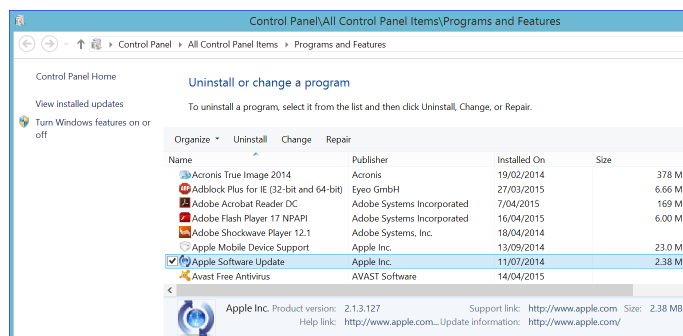 Control Panel\All Control Panel Items\Programs and Features
Control Panel All Control Panel Items Programs and Features
Control Panel Home
View installed updates
Turn Windows features on or
off
Uninstall or change a program
To uninstall a program, select it from the list and then click Uninstall, Change, or Repair.
Organize Uninstall Change Repair
Name Publisher Installed On Size
Acronis True Image 2014 Acronis 19/02/2014 378 M
ABP Adblock Plus for IE (32-bit and 64-bit) Eyeo GmbH 27/03/2015 6.66 M
Adobe Acrobat Reader DC Adobe Systems Incorporated 7/04/2015 169 M
Adobe Flash Player 17 NPAPI Adobe Systems Incorporated 16/04/2015 6.00 M
Adobe Shockwave Player 12.1 Adobe Systems, Inc. 18/04/2014
Apple Mobile Device Support Apple Inc. 13/09/2014 23.0 M
Apple Software Update Apple Inc. 11/07/2014 2.38 M
Avast Free Antivirus AVAST Software 14/04/2015
Apple Inc. Product version: 2.1.3.127 Support link: http://www.apple.com Size: 2.38 MB
Help link: http://www.apple.com... Update information: http://www.apple.com/